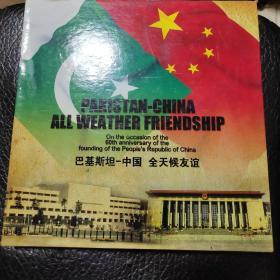 PAKISTAN-CHINA
ALL WEATHER FRIENDSHIP
On the occasion of the
60th anniversary of the
founding of the People's Republic of China
巴基斯坦-中国 全天候友谊